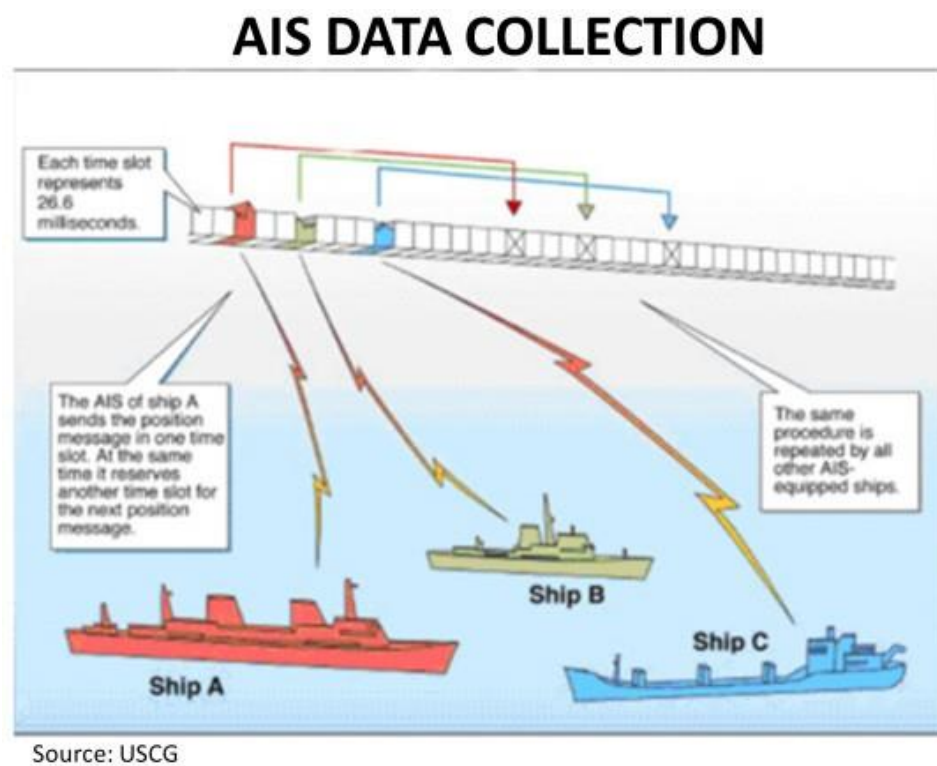 AIS DATA COLLECTION
Each time slot
represents
26.6
milliseconds.
The AIS of ship A
sends the position
message in one time
slot. At the same
time it reserves
another time slot for
the next position
message.
The same
procedure is
repeated by all
other AIS-
equipped ships.
Ship B
Ship C
Ship A
Source: USCG